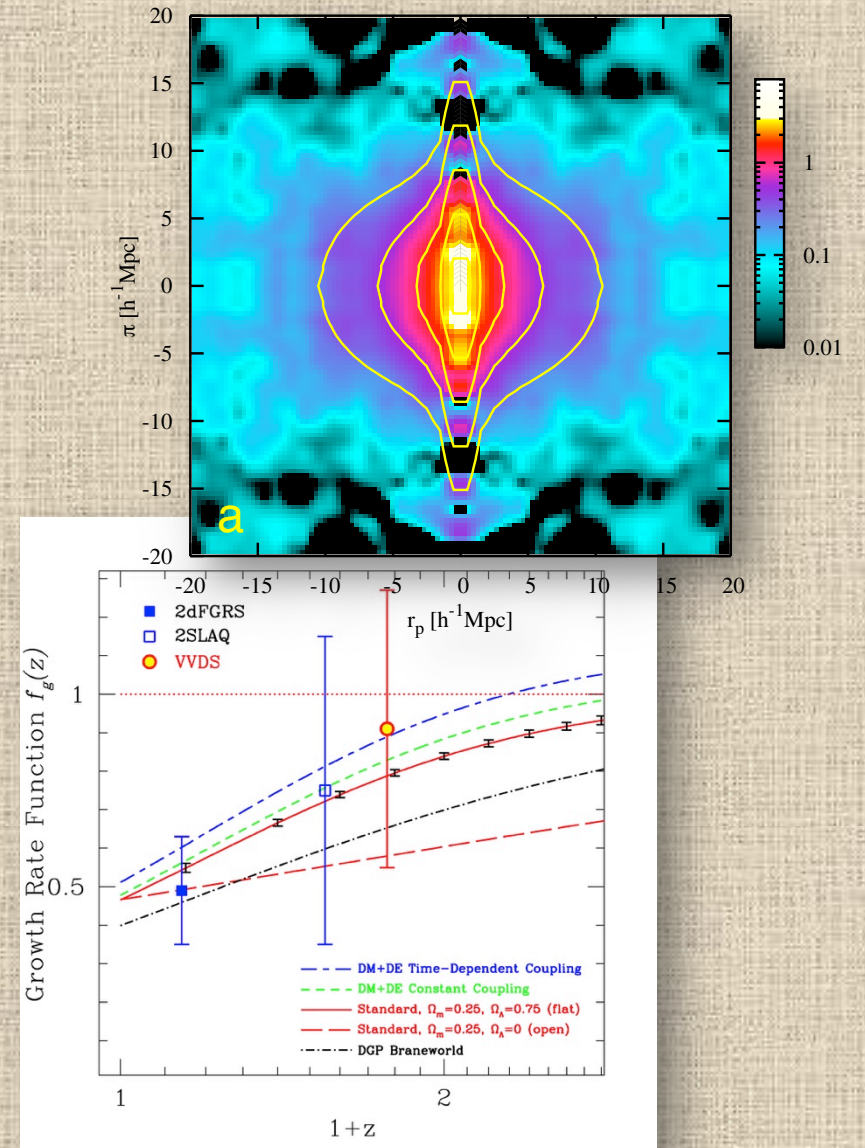 20
15
10
5
0
-5
-10
-15
-20
π [h⁻¹Mpc]
1
0.1
0.01
a
-20 -15 -10 -5 0 5 10 15 20
r_p [h⁻¹Mpc]
2dFGRS
2SLAQ
VVDS
1
0.5
Growth Rate Function f_g(z)
DM+DE Time-Dependent Coupling
DM+DE Constant Coupling
Standard, Ω_m=0.25, Ω_Λ=0.75 (flat)
Standard, Ω_m=0.25, Ω_Λ=0 (open)
DGP Braneworld
1 2
1+z